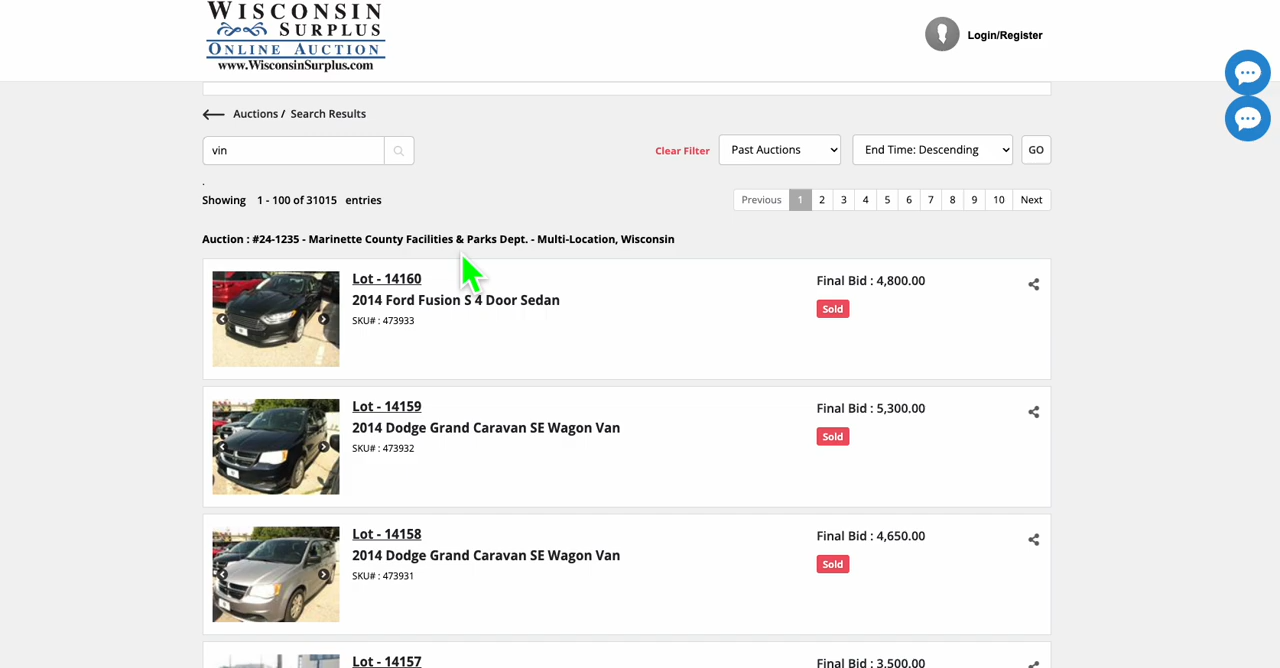 WISCONSIN
SURPLUS
ONLINE AUCTION
www.WisconsinSurplus.com
Login/Register
Auctions / Search Results
vin
Clear Filter
Past Auctions
End Time: Descending
GO
.
Showing 1 - 100 of 31015 entries
Previous 1 2 3 4 5 6 7 8 9 10 Next
Auction : #24-1235 - Marinette County Facilities & Parks Dept. - Multi-Location, Wisconsin
Lot - 14160
2014 Ford Fusion S 4 Door Sedan
SKU# : 473933
Final Bid : 4,800.00
Sold
Lot - 14159
2014 Dodge Grand Caravan SE Wagon Van
SKU# : 473932
Final Bid : 5,300.00
Sold
Lot - 14158
2014 Dodge Grand Caravan SE Wagon Van
SKU# : 473931
Final Bid : 4,650.00
Sold
Lot - 14157
Final Bid : 3,500.00